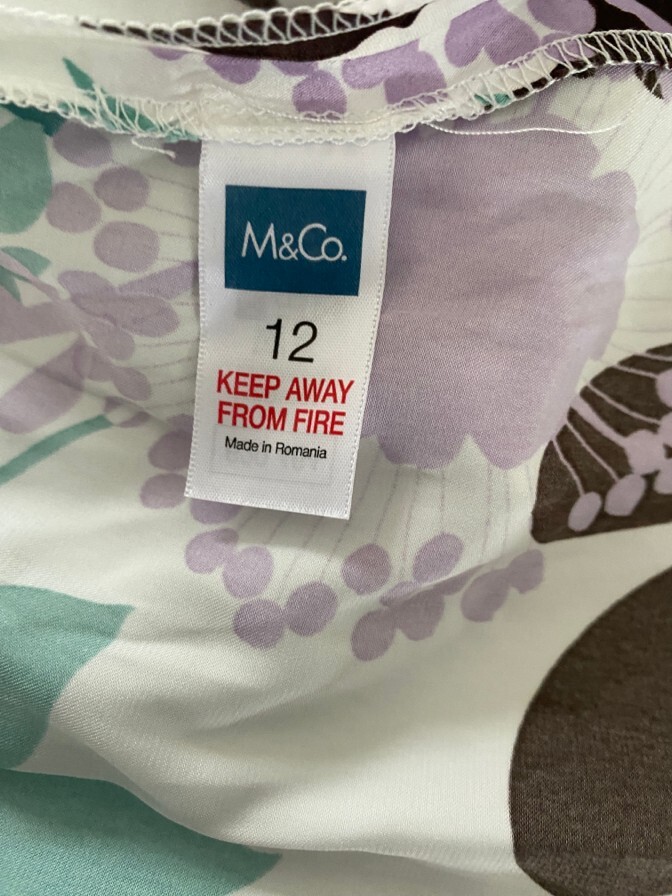 M&Co.
12
KEEP AWAY
FROM FIRE
Made in Romania